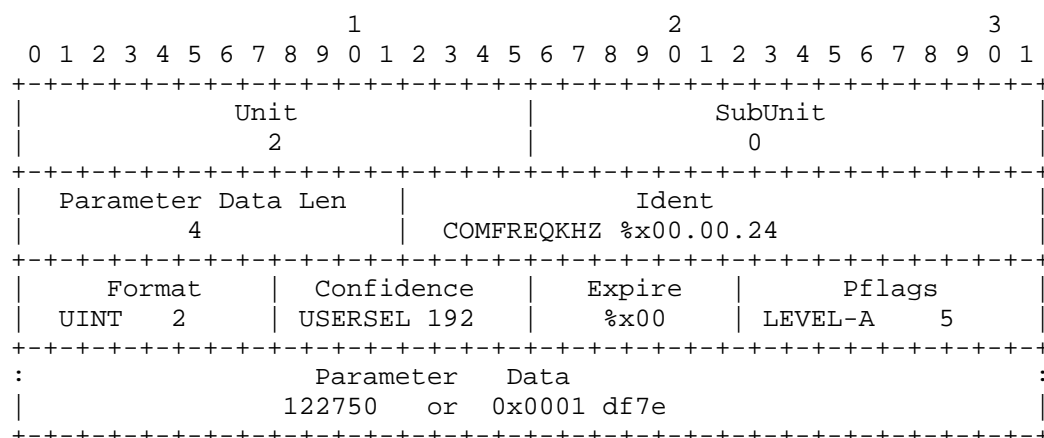 1                   2                   3
 0 1 2 3 4 5 6 7 8 9 0 1 2 3 4 5 6 7 8 9 0 1 2 3 4 5 6 7 8 9 0 1
+-+-+-+-+-+-+-+-+-+-+-+-+-+-+-+-+-+-+-+-+-+-+-+-+-+-+-+-+-+-+-+-+
|             Unit              |           SubUnit             |
|               2               |             0                 |
+-+-+-+-+-+-+-+-+-+-+-+-+-+-+-+-+-+-+-+-+-+-+-+-+-+-+-+-+-+-+-+-+
|  Parameter Data Len   |              Ident                    |
|          4            |  COMFREQKHZ %x00.00.24                |
+-+-+-+-+-+-+-+-+-+-+-+-+-+-+-+-+-+-+-+-+-+-+-+-+-+-+-+-+-+-+-+-+
|     Format    |  Confidence   |   Expire   |      Pflags      |
|  UINT   2     | USERSEL 192   |    %x00    | LEVEL-A    5     |
+-+-+-+-+-+-+-+-+-+-+-+-+-+-+-+-+-+-+-+-+-+-+-+-+-+-+-+-+-+-+-+-+
:                  Parameter   Data                             :
|                122750   or  0x0001 df7e                       |
+-+-+-+-+-+-+-+-+-+-+-+-+-+-+-+-+-+-+-+-+-+-+-+-+-+-+-+-+-+-+-+-+